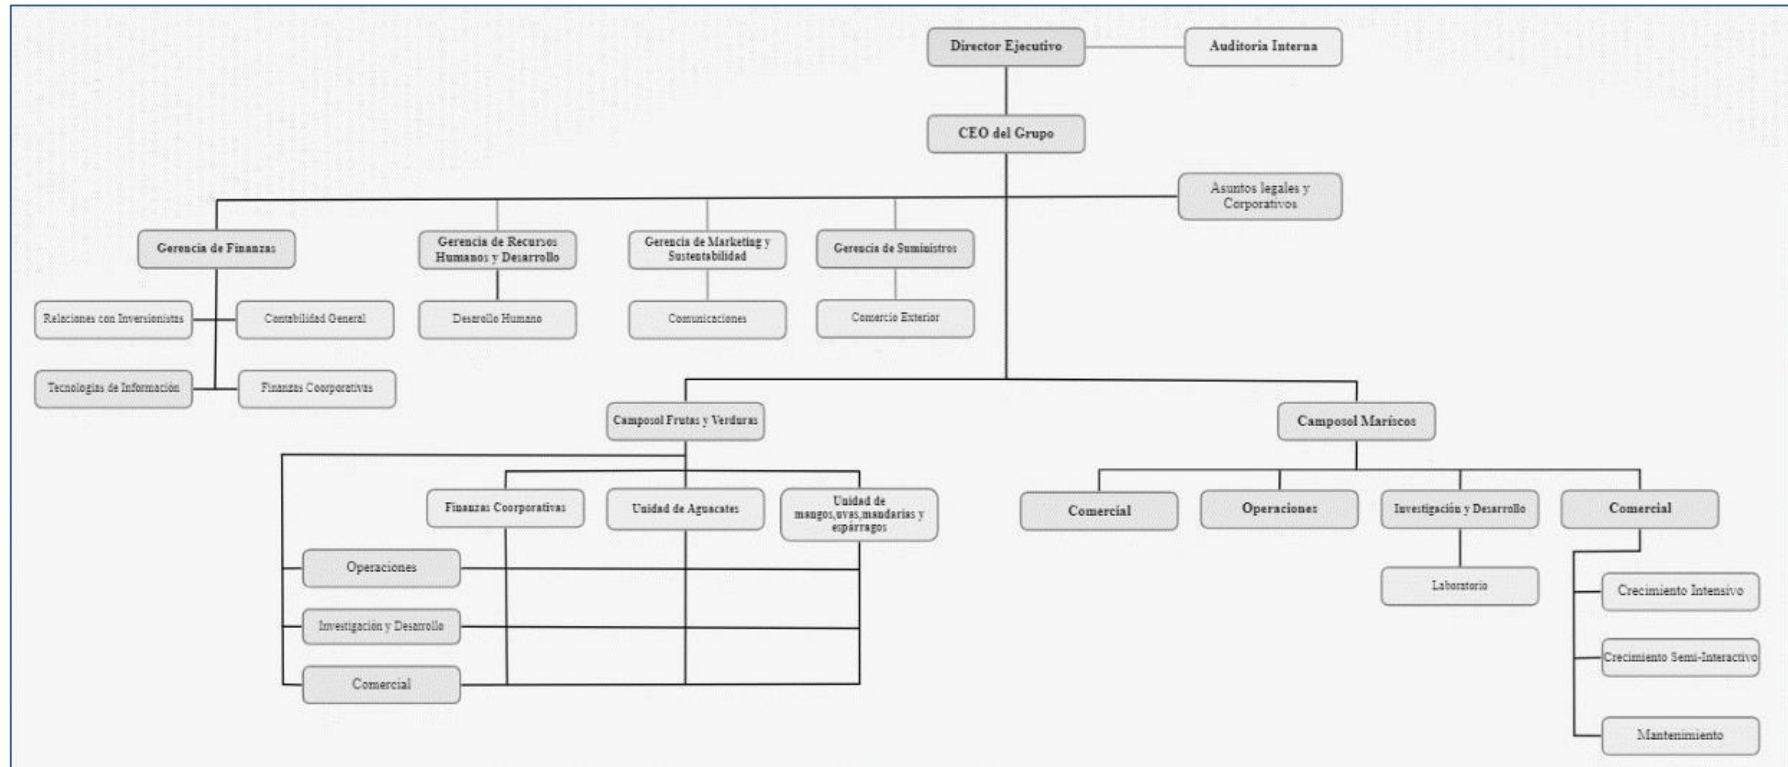 Director Ejecutivo
Auditoria Interna
CEO del Grupo
Asuntos legales y
Corporativos
Gerencia de Finanzas
Gerencia de Recursos
Humanos y Desarrollo
Gerencia de Marketing y
Sustentabilidad
Gerencia de Suministros
Relaciones con Inversionistas
Contabilidad General
Desarollo Humano
Comunicaciones
Comercio Exterior
Tecnologías de Información
Finanzas Coorporativas
Camposol Frutas y Verduras
Camposol Mariscos
Finanzas Coorporativas
Unidad de Aguacates
Unidad de
mangos,uvas,mandarias y
espárragos
Comercial
Operaciones
Investigación y Desarrollo
Comercial
Operaciones
Laboratorio
Crecimiento Intensivo
Investigación y Desarrollo
Crecimiento Semi-Interactivo
Comercial
Mantenimiento